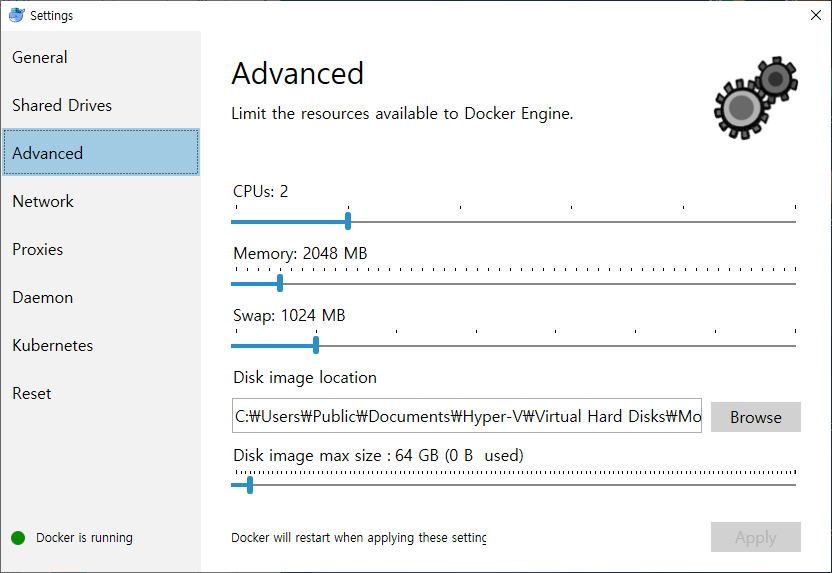 Settings
General
Shared Drives
Advanced
Network
Proxies
Daemon
Kubernetes
Reset
Docker is running
Advanced
Limit the resources available to Docker Engine.
CPUs: 2
Memory: 2048 MB
Swap: 1024 MB
Disk image location
C:₩Users₩Public₩Documents₩Hyper-V₩Virtual Hard Disks₩Mo
Browse
Disk image max size : 64 GB (0 B  used)
Docker will restart when applying these setting
Apply